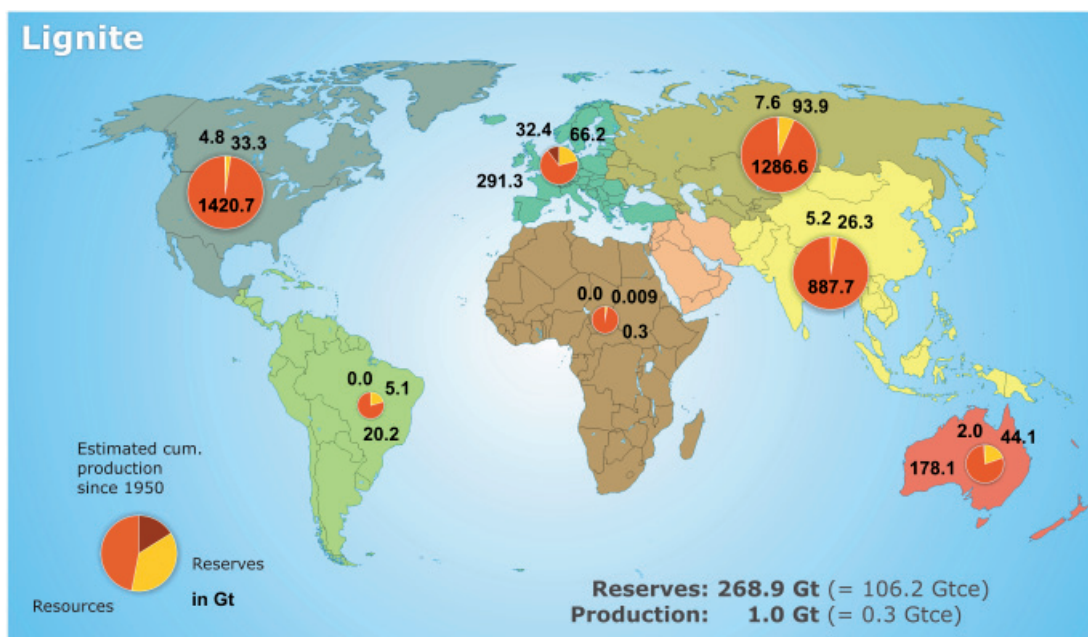 Lignite
4.8 33.3
1420.7
32.4 66.2
291.3
7.6 93.9
1286.6
5.2 26.3
887.7
0.0 0.009
0.3
0.0 5.1
20.2
2.0 44.1
178.1
Estimated cum.
production
since 1950
Reserves
Resources
in Gt
Reserves: 268.9 Gt (= 106.2 Gtce)
Production: 1.0 Gt (= 0.3 Gtce)